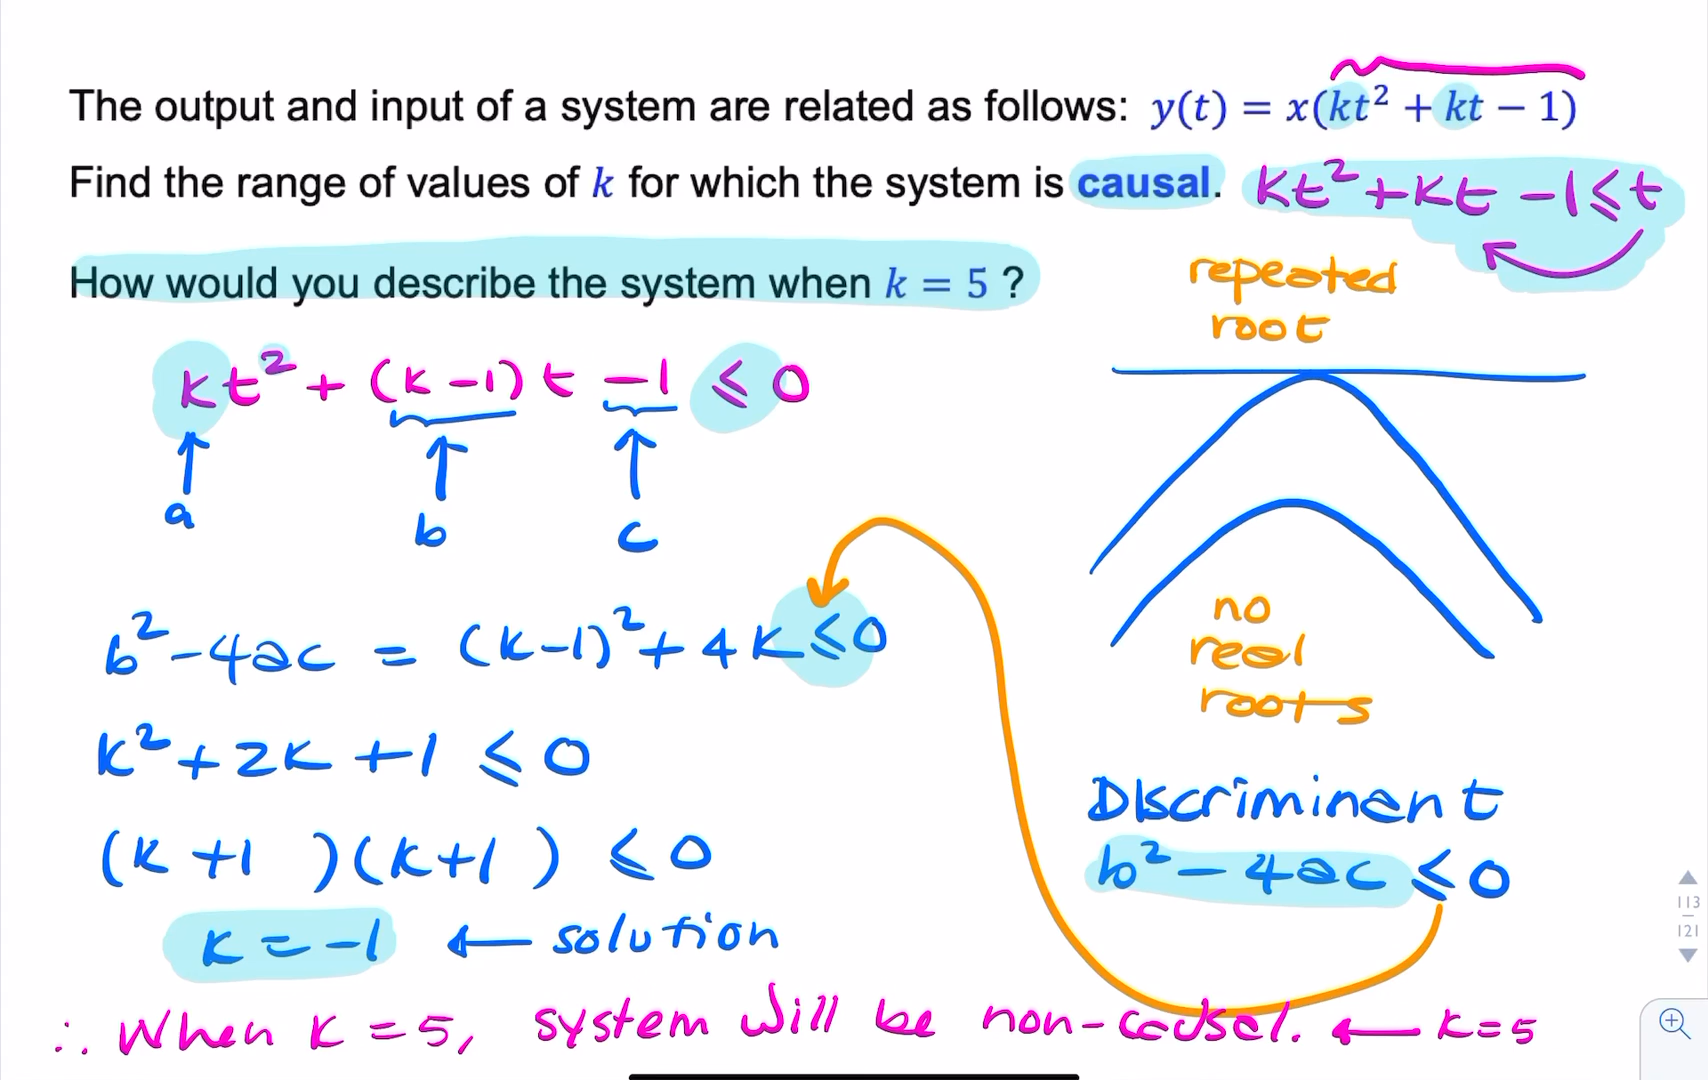 The output and input of a system are related as follows: y(t) = x(kt² + kt − 1)
Find the range of values of k for which the system is causal. kt² + kt − 1 ≤ t
How would you describe the system when k = 5 ?
repeated
root
kt² + (k−1)t −1 ≤ 0
a
b
c
no
real
roots
b² − 4ac = (k−1)² + 4k ≤ 0
k² + 2k + 1 ≤ 0
(k + 1 )(k + 1 ) ≤ 0
k = −1 ← solution
Discriminant
b² − 4ac ≤ 0
∴ When k = 5, system will be non-causal. ← k = 5
113
121